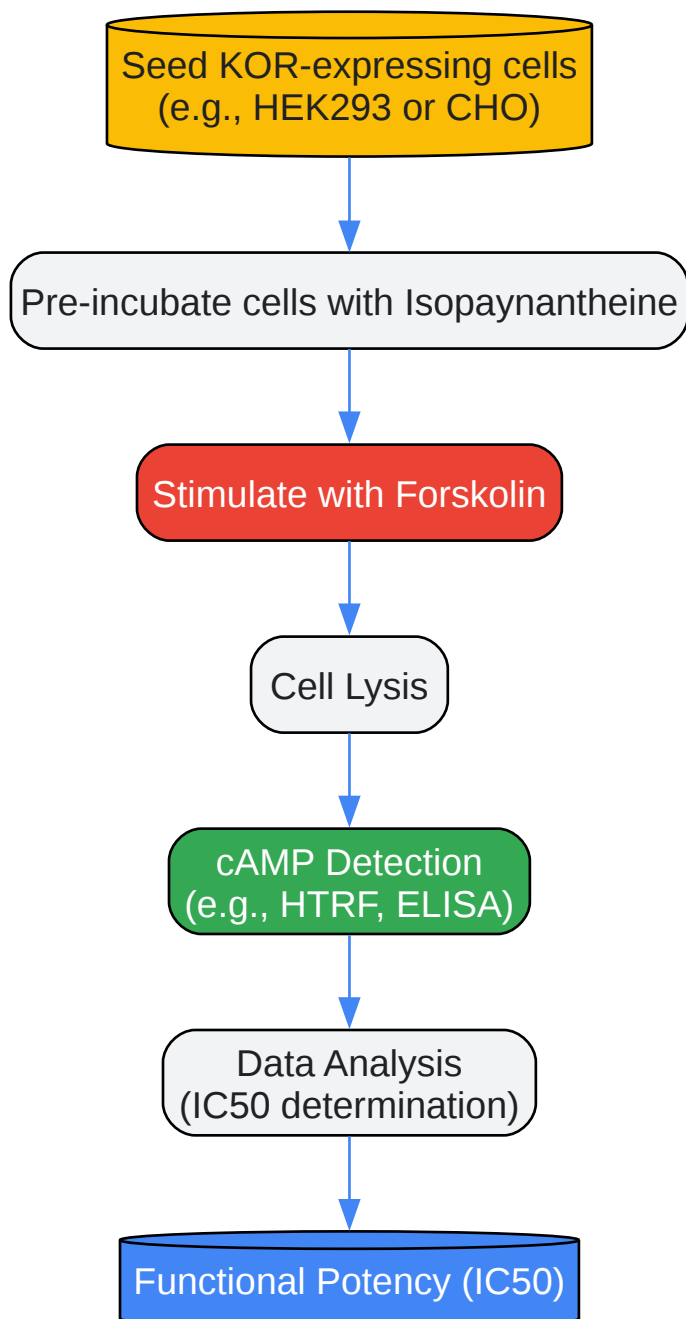 Seed KOR-expressing cells
(e.g., HEK293 or CHO)
Pre-incubate cells with Isopaynantheine
Stimulate with Forskolin
Cell Lysis
cAMP Detection
(e.g., HTRF, ELISA)
Data Analysis
(IC50 determination)
Functional Potency (IC50)